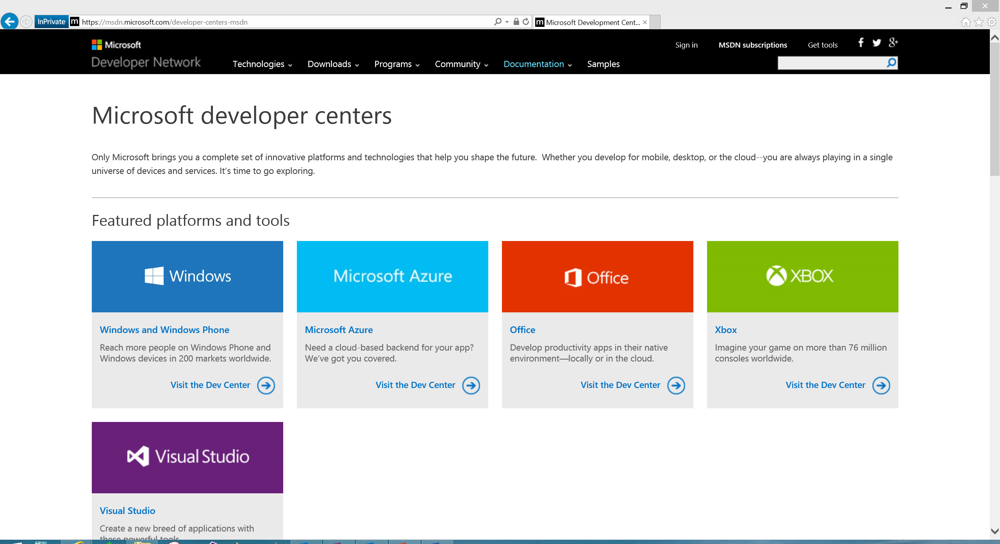 InPrivate
m
https://msdn.microsoft.com/developer-centers-msdn
m
Microsoft Development Cent...
Microsoft
Developer Network
Sign in
MSDN subscriptions
Get tools
f
g+
Technologies
Downloads
Programs
Community
Documentation
Samples
Microsoft developer centers
Only Microsoft brings you a complete set of innovative platforms and technologies that help you shape the future.  Whether you develop for mobile, desktop, or the cloud--you are always playing in a single
universe of devices and services. It’s time to go exploring.
Featured platforms and tools
Windows
Windows and Windows Phone
Reach more people on Windows Phone and
Windows devices in 200 markets worldwide.
Visit the Dev Center
Microsoft Azure
Microsoft Azure
Need a cloud-based backend for your app?
We’ve got you covered.
Visit the Dev Center
Office
Office
Develop productivity apps in their native
environment—locally or in the cloud.
Visit the Dev Center
XBOX
Xbox
Imagine your game on more than 76 million
consoles worldwide.
Visit the Dev Center
Visual Studio
Visual Studio
Create a new breed of applications with
these powerful tools